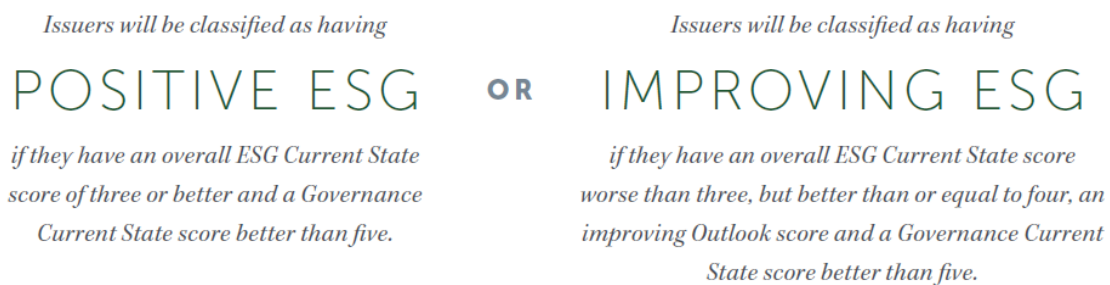 Issuers will be classified as having
POSITIVE ESG
if they have an overall ESG Current State
score of three or better and a Governance
Current State score better than five.
OR
Issuers will be classified as having
IMPROVING ESG
if they have an overall ESG Current State score
worse than three, but better than or equal to four, an
improving Outlook score and a Governance Current
State score better than five.